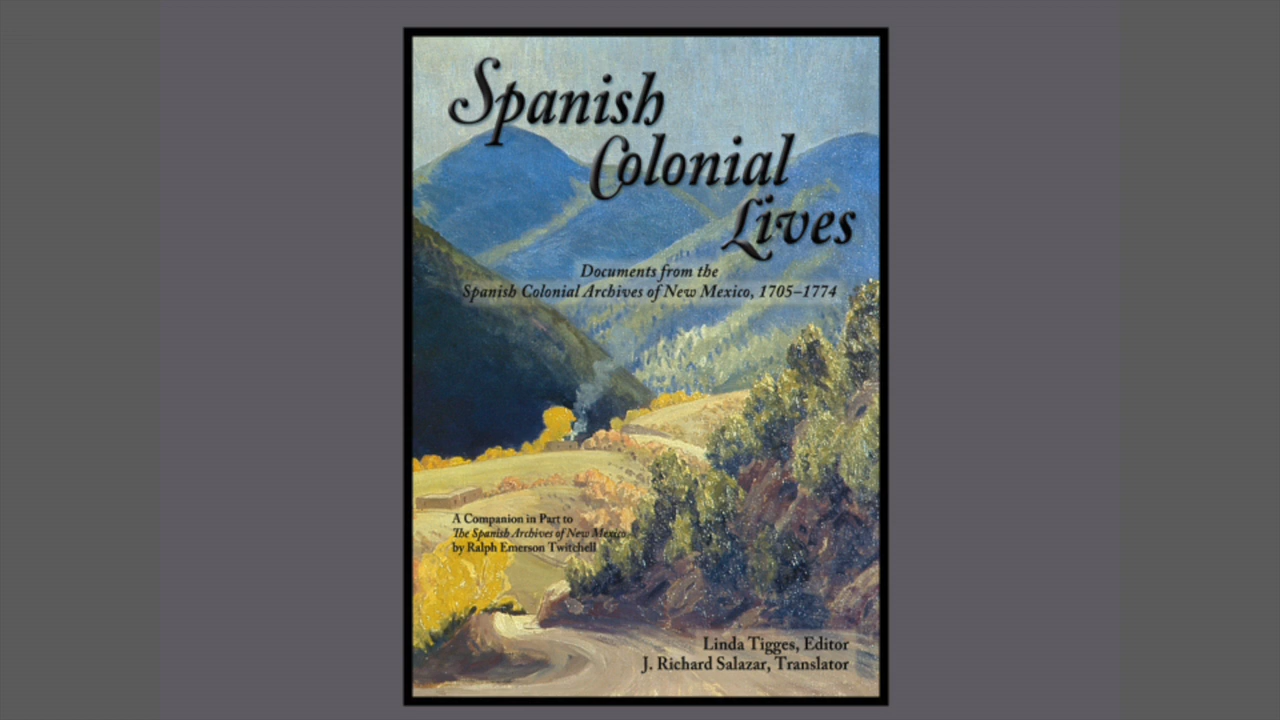 Spanish
Colonial
Lives
Documents from the
Spanish Colonial Archives of New Mexico, 1705–1774
A Companion in Part to
The Spanish Archives of New Mexico
by Ralph Emerson Twitchell
Linda Tigges, Editor
J. Richard Salazar, Translator